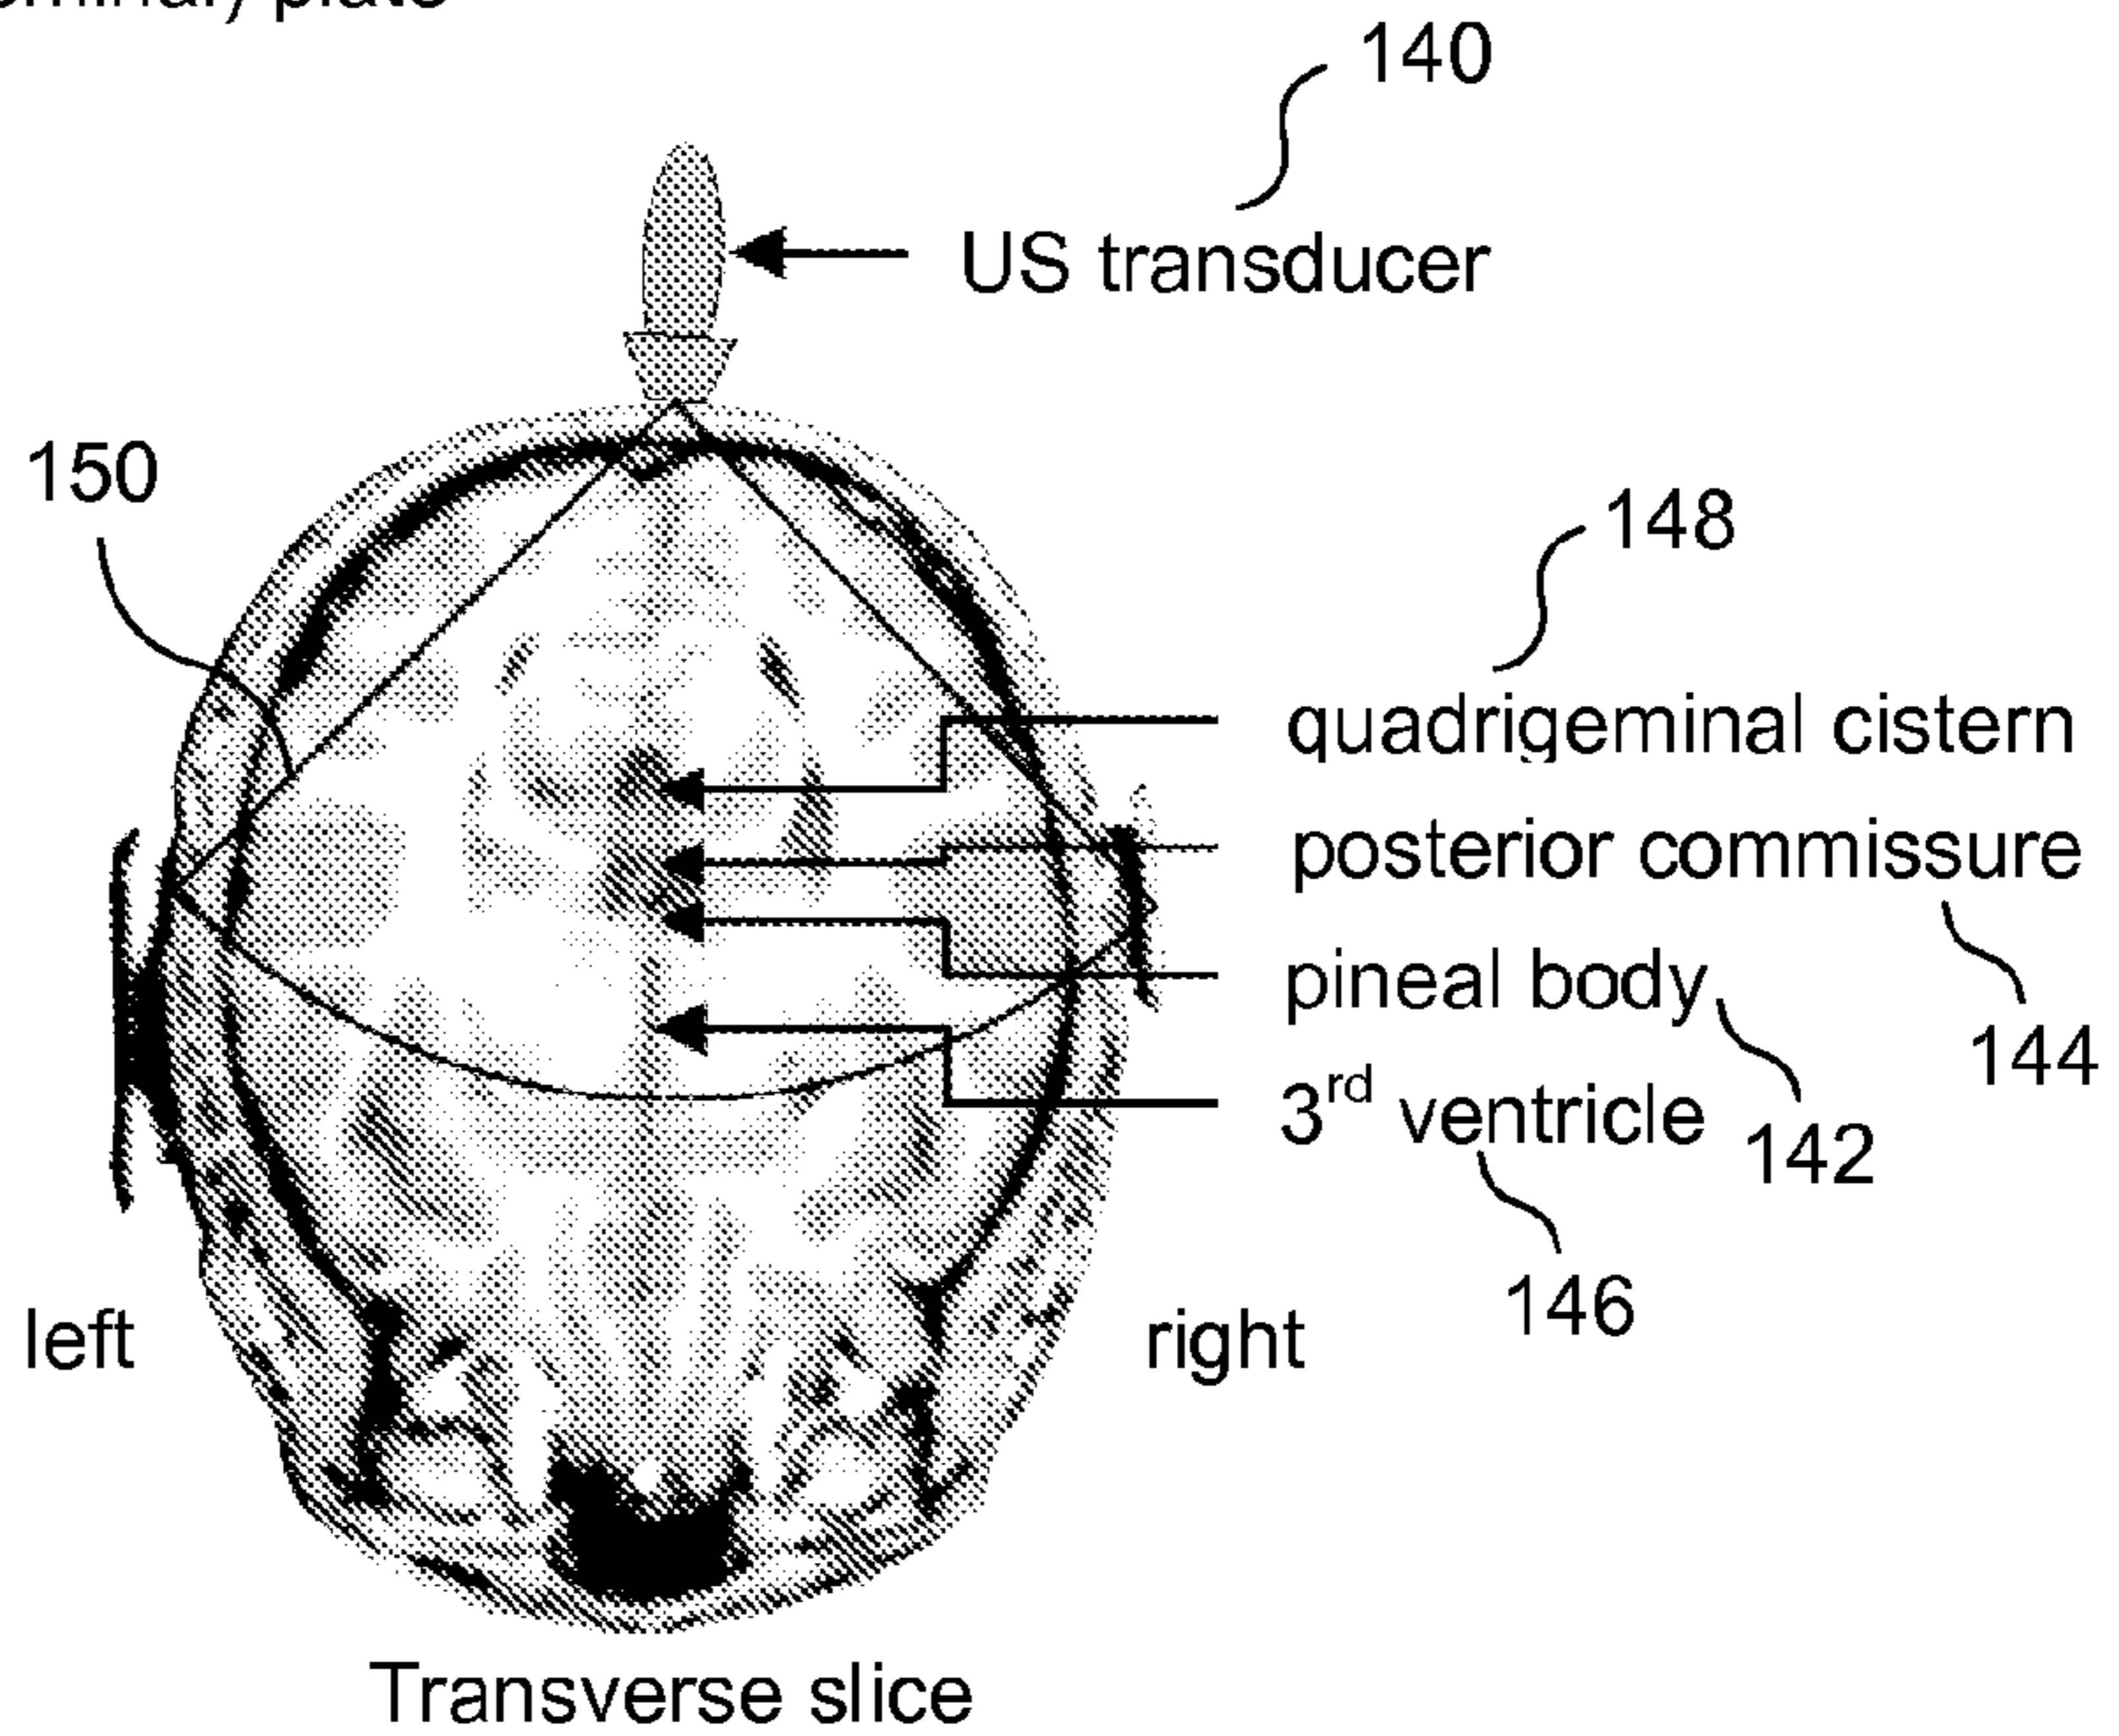 plate
140
US transducer
150
148
quadrigeminal cistern
posterior commissure
pineal body
144
3rd ventricle
142
146
left
right
Transverse slice